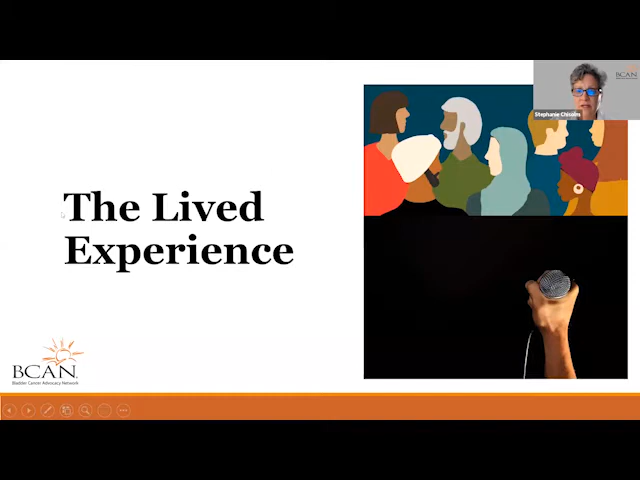 BCAN
Stephanie Chisolm
The Lived
Experience
BCAN
Bladder Cancer Advocacy Network